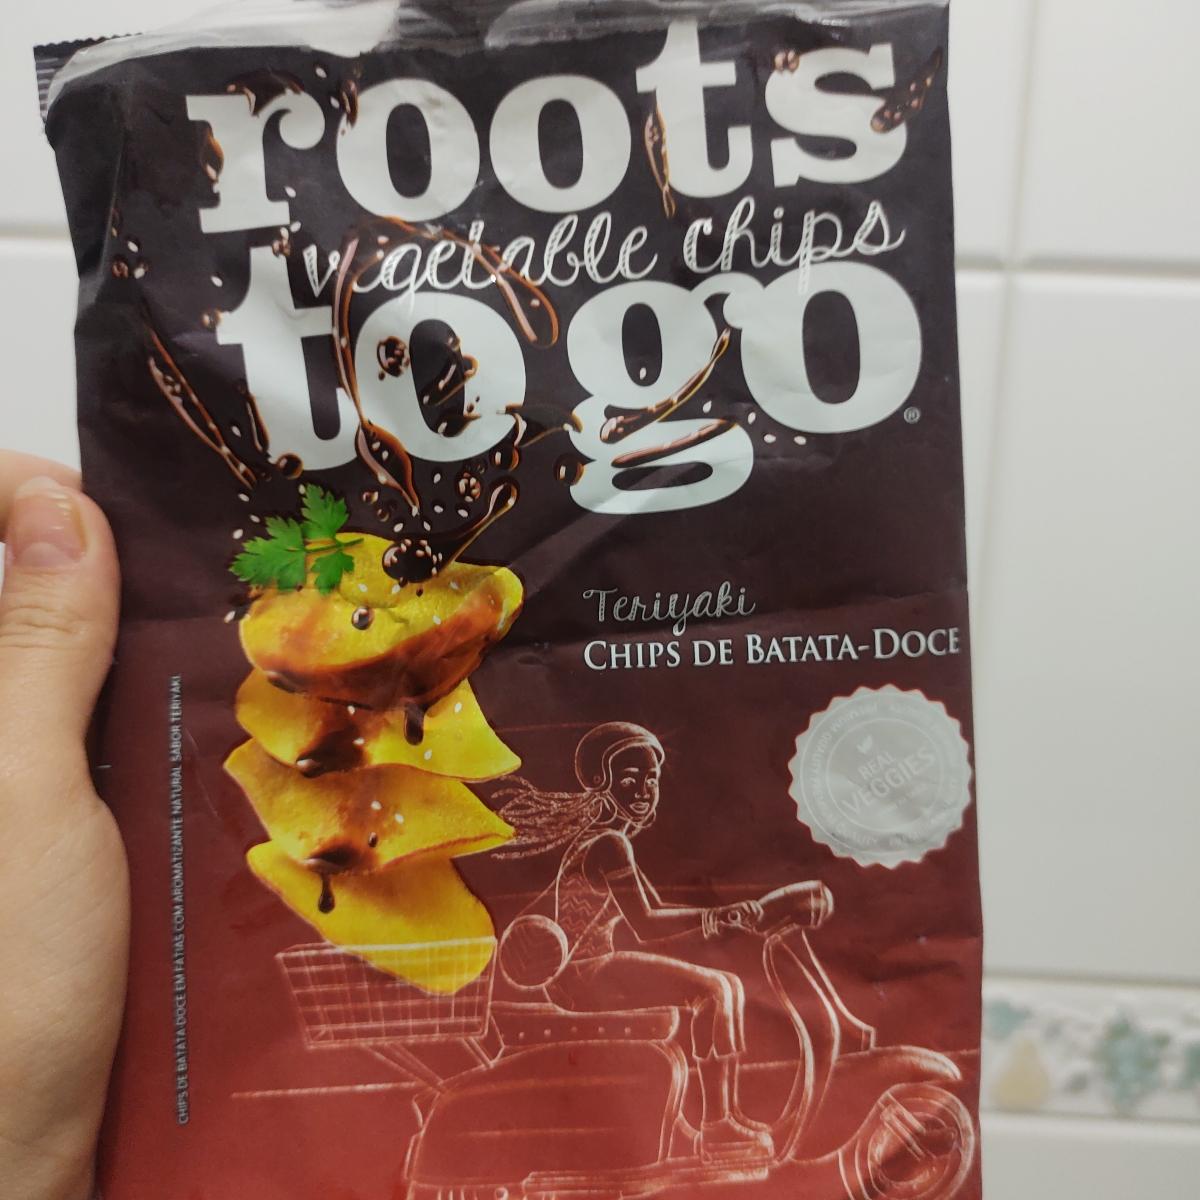 roots
vegetable chips
to go
®
Teriyaki
CHIPS DE BATATA-DOCE
REAL
VEGGIES
CHIPS DE BATATA-DOCE EM FATIAS COM AROMATIZANTE NATURAL SABOR TERIYAKI.